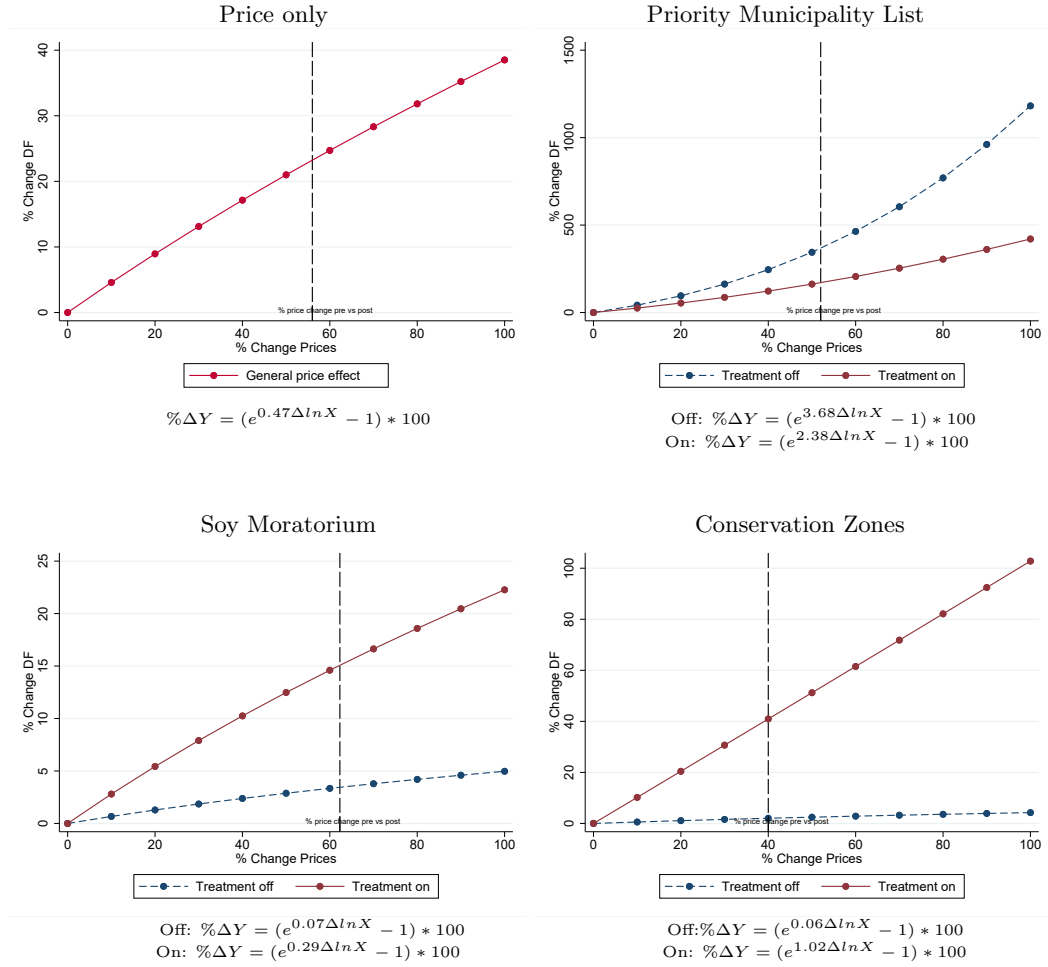 Price only
% Change DF
40
30
20
10
0
% price change pre vs post
0 20 40 60 80 100
% Change Prices
General price effect
%ΔY = (e^{0.47ΔlnX} − 1) ∗ 100
Priority Municipality List
% Change DF
1500
1000
500
0
% price change pre vs post
0 20 40 60 80 100
% Change Prices
Treatment off Treatment on
Off: %ΔY = (e^{3.68ΔlnX} − 1) ∗ 100
On: %ΔY = (e^{2.38ΔlnX} − 1) ∗ 100
Soy Moratorium
% Change DF
25
20
15
10
5
0
% price change pre vs post
0 20 40 60 80 100
% Change Prices
Treatment off Treatment on
Off: %ΔY = (e^{0.07ΔlnX} − 1) ∗ 100
On: %ΔY = (e^{0.29ΔlnX} − 1) ∗ 100
Conservation Zones
% Change DF
100
80
60
40
20
0
% price change pre vs post
0 20 40 60 80 100
% Change Prices
Treatment off Treatment on
Off:%ΔY = (e^{0.06ΔlnX} − 1) ∗ 100
On: %ΔY = (e^{1.02ΔlnX} − 1) ∗ 100